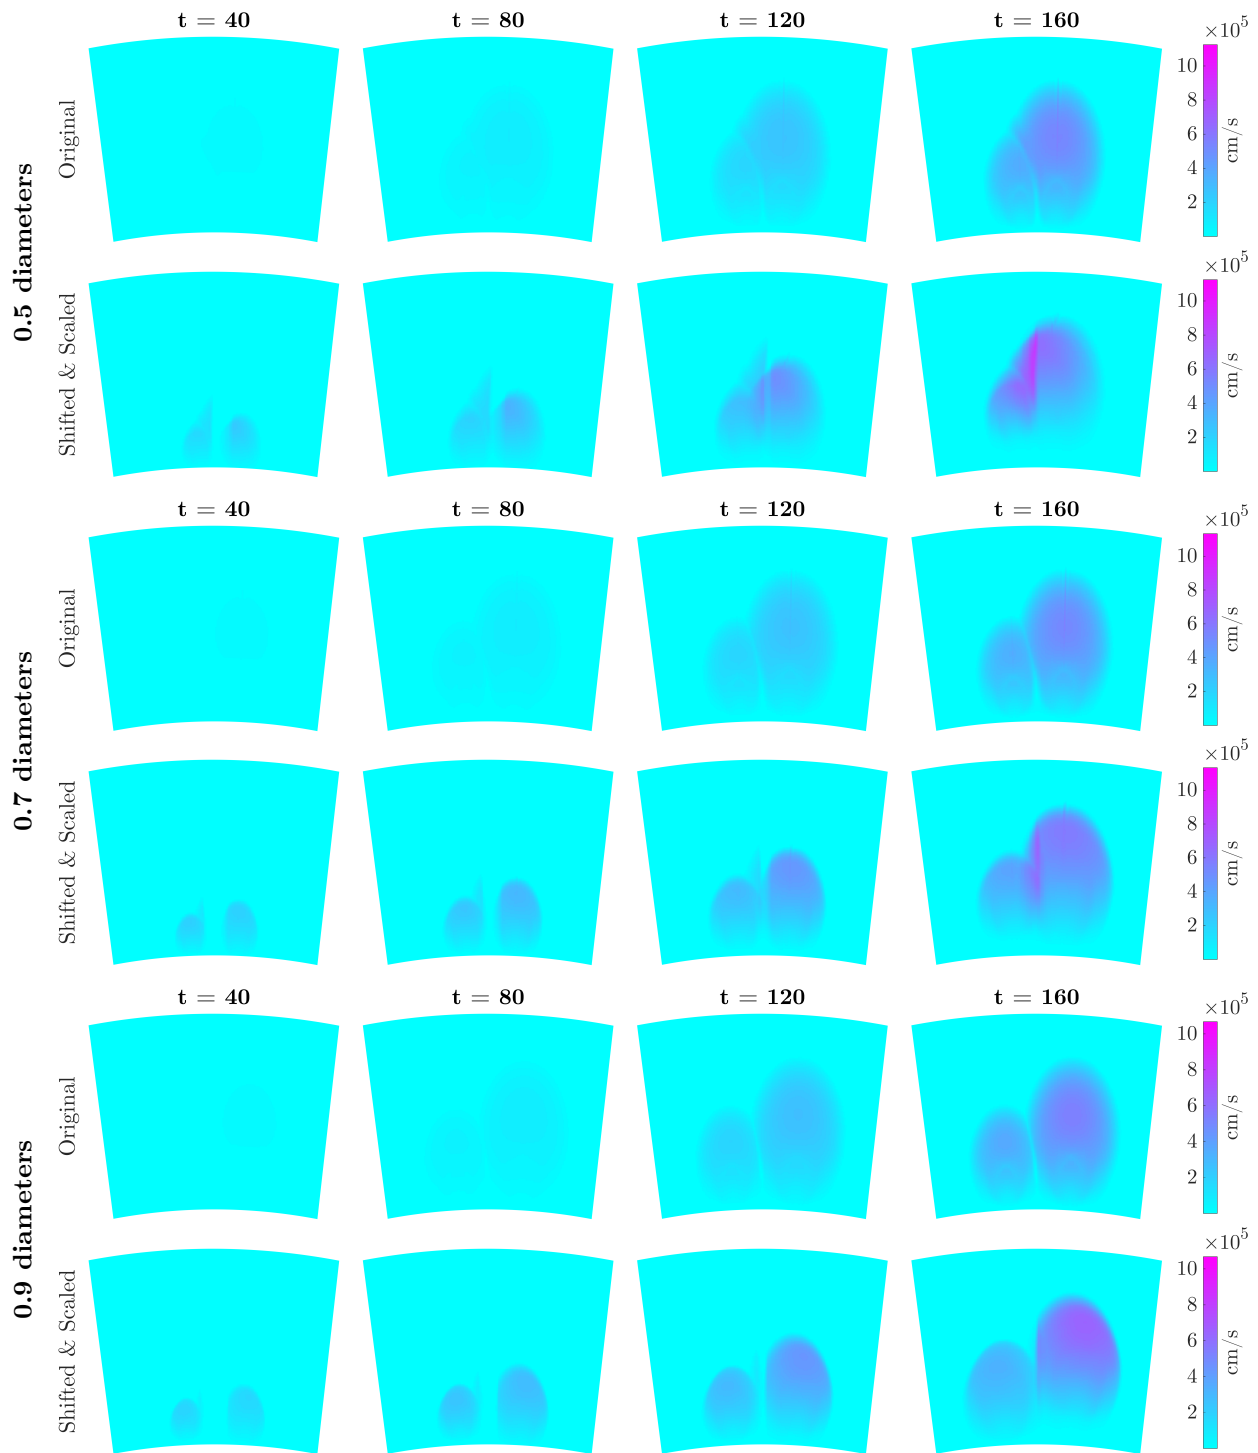 t = 40 t = 80 t = 120 t = 160
0.5 diameters
Original
×10^5
10
8
6
4
2
cm/s
Shifted & Scaled
×10^5
10
8
6
4
2
cm/s
t = 40 t = 80 t = 120 t = 160
0.7 diameters
Original
×10^5
10
8
6
4
2
cm/s
Shifted & Scaled
×10^5
10
8
6
4
2
cm/s
t = 40 t = 80 t = 120 t = 160
0.9 diameters
Original
×10^5
10
8
6
4
2
cm/s
Shifted & Scaled
×10^5
10
8
6
4
2
cm/s